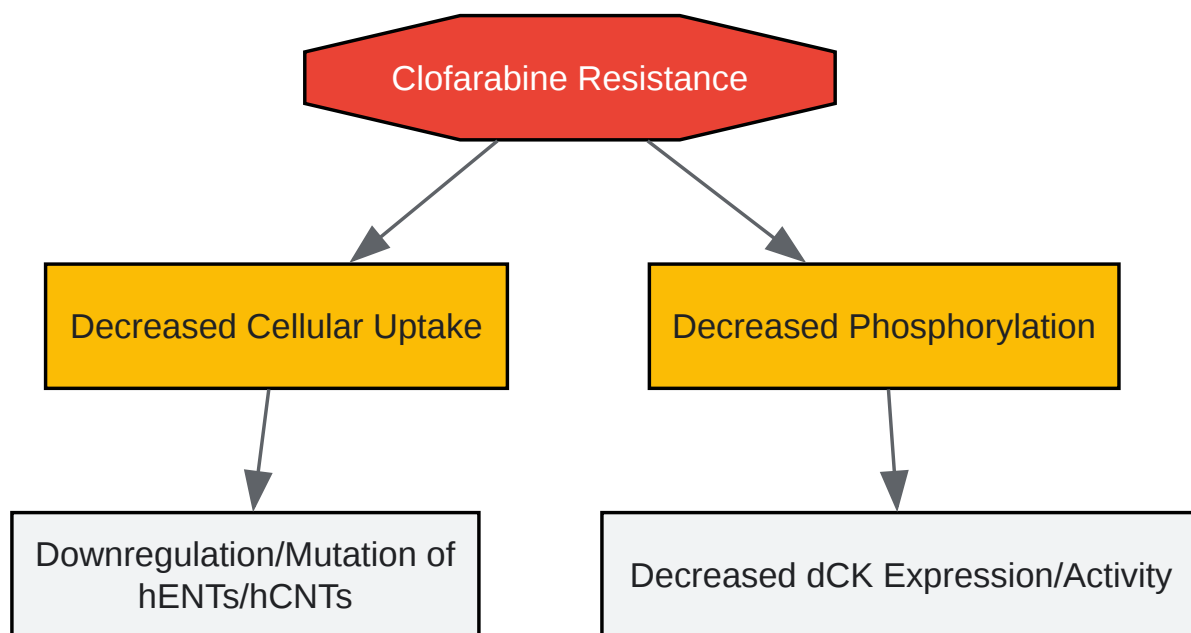 Clofarabine Resistance
Decreased Cellular Uptake
Decreased Phosphorylation
Downregulation/Mutation of
hENTs/hCNTs
Decreased dCK Expression/Activity